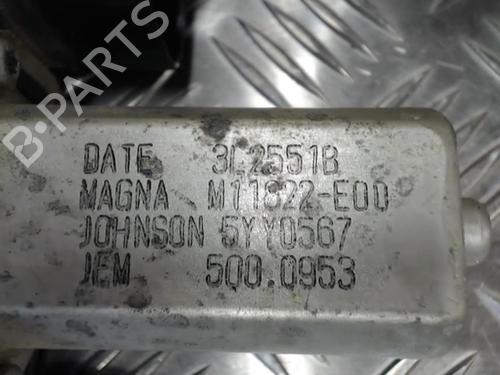 B-PARTS
DATE 3L2551B
MAGNA M11822-E00
JOHNSON 5YY0567
JEM 500.0953